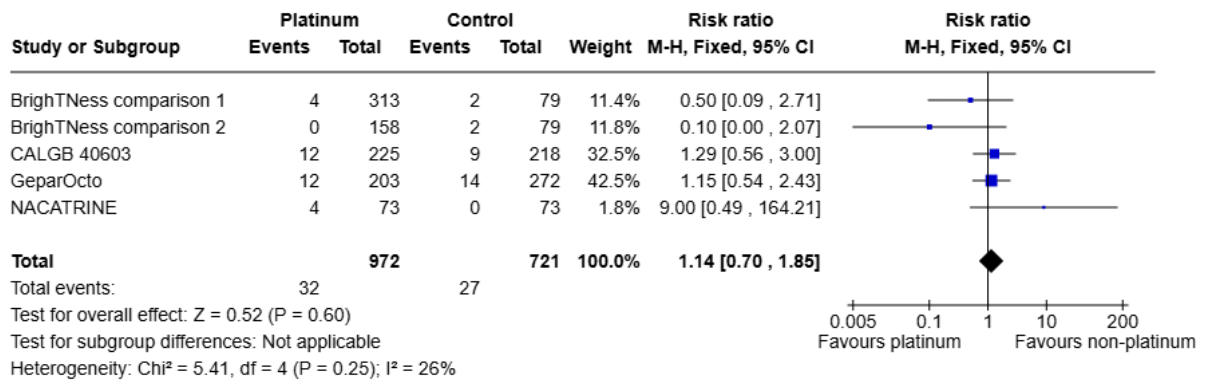 Platinum Control Risk ratio Risk ratio
Study or Subgroup Events Total Events Total Weight M-H, Fixed, 95% CI M-H, Fixed, 95% CI
BrighTNess comparison 1 4 313 2 79 11.4% 0.50 [0.09 , 2.71]
BrighTNess comparison 2 0 158 2 79 11.8% 0.10 [0.00 , 2.07]
CALGB 40603 12 225 9 218 32.5% 1.29 [0.56 , 3.00]
GeparOcto 12 203 14 272 42.5% 1.15 [0.54 , 2.43]
NACATRINE 4 73 0 73 1.8% 9.00 [0.49 , 164.21]
Total 972 721 100.0% 1.14 [0.70 , 1.85]
Total events: 32 27
Test for overall effect: Z = 0.52 (P = 0.60)
Test for subgroup differences: Not applicable
Heterogeneity: Chi² = 5.41, df = 4 (P = 0.25); I² = 26%
0.005 0.1 1 10 200
Favours platinum Favours non-platinum